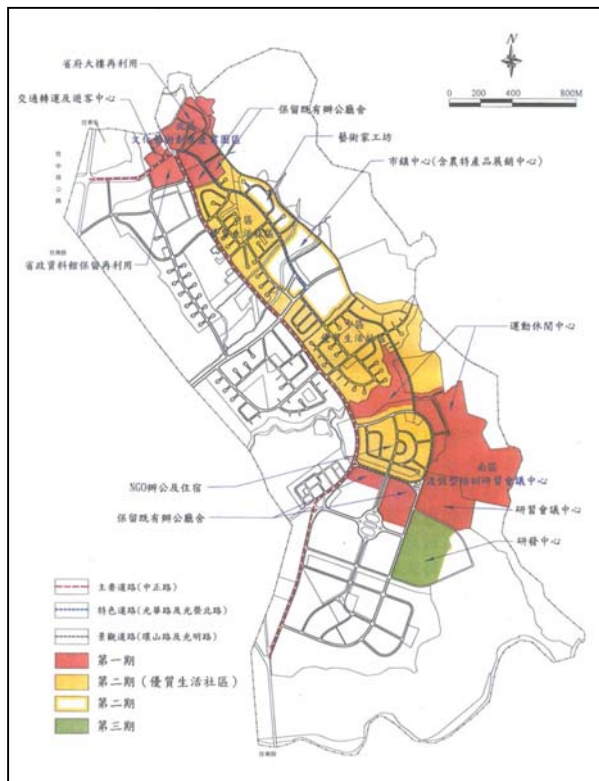 N
0 200 400 800M
省府大樓再利用
交通轉運及遊客中心
保留既有辦公廳舍
藝術家工坊
市鎮中心(含農特產品展銷中心)
省政資料館保留再利用
優質生活社區
運動休閒中心
NGO辦公及住宿
南區
保留既有辦公廳舍
研習會議中心
研發中心
主要道路(中正路)
特色道路(光華路及光榮北路)
景觀道路(環山路及光明路)
第一期
第二期(優質生活社區)
第二期
第三期